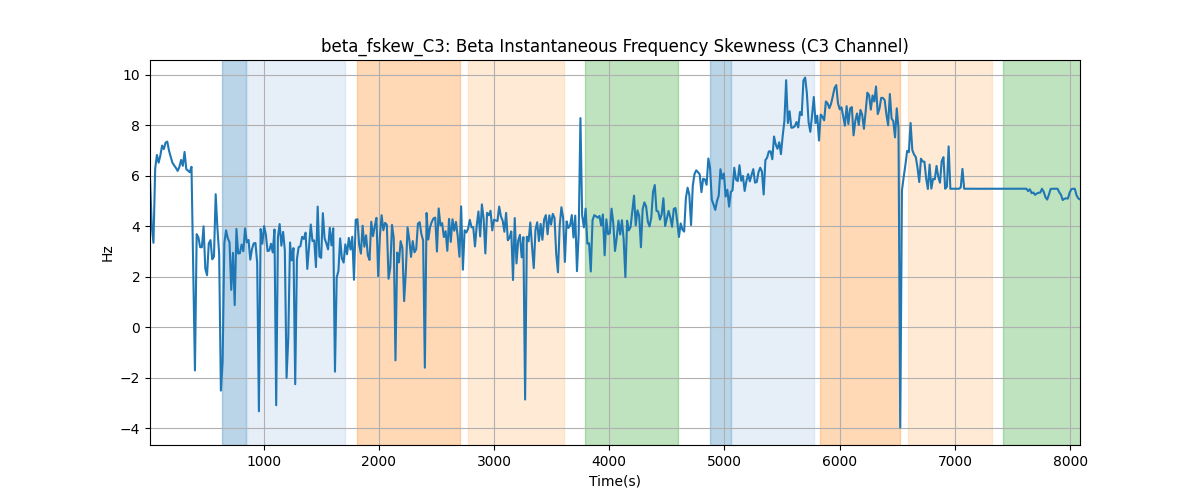 beta_fskew_C3: Beta Instantaneous Frequency Skewness (C3 Channel)
10
8
6
4
2
0
−2
−4
Hz
1000 2000 3000 4000 5000 6000 7000 8000
Time(s)